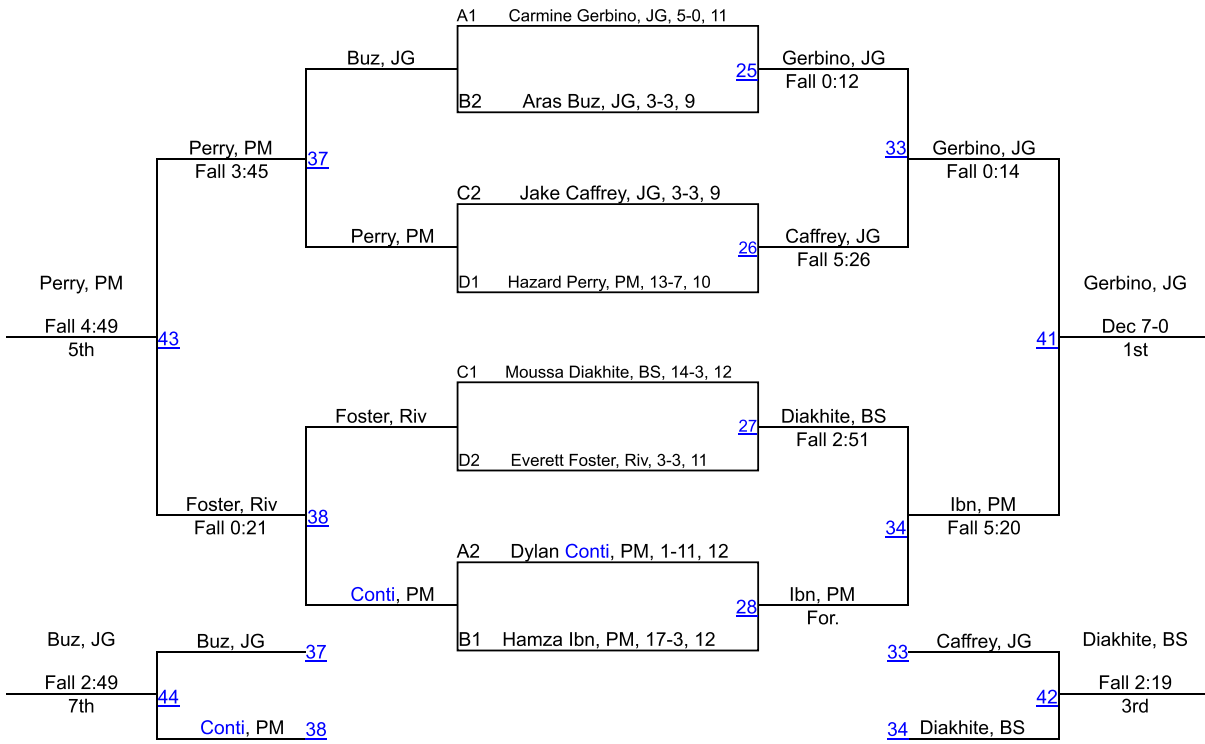 A1 Carmine Gerbino, JG, 5-0, 11
Buz, JG
25
Gerbino, JG
Fall 0:12
B2 Aras Buz, JG, 3-3, 9
Perry, PM
Fall 3:45
37
33
Gerbino, JG
Fall 0:14
C2 Jake Caffrey, JG, 3-3, 9
Perry, PM
26
Caffrey, JG
Fall 5:26
D1 Hazard Perry, PM, 13-7, 10
Perry, PM
Fall 4:49
5th
43
Gerbino, JG
41
Dec 7-0
1st
C1 Moussa Diakhite, BS, 14-3, 12
Foster, Riv
27
Diakhite, BS
Fall 2:51
D2 Everett Foster, Riv, 3-3, 11
Foster, Riv
Fall 0:21
38
34
Ibn, PM
Fall 5:20
A2 Dylan Conti, PM, 1-11, 12
Conti, PM
28
Ibn, PM
For.
B1 Hamza Ibn, PM, 17-3, 12
Buz, JG
Buz, JG
37
Fall 2:49
7th
44
Conti, PM
38
33
Caffrey, JG
Diakhite, BS
42
Fall 2:19
3rd
34
Diakhite, BS